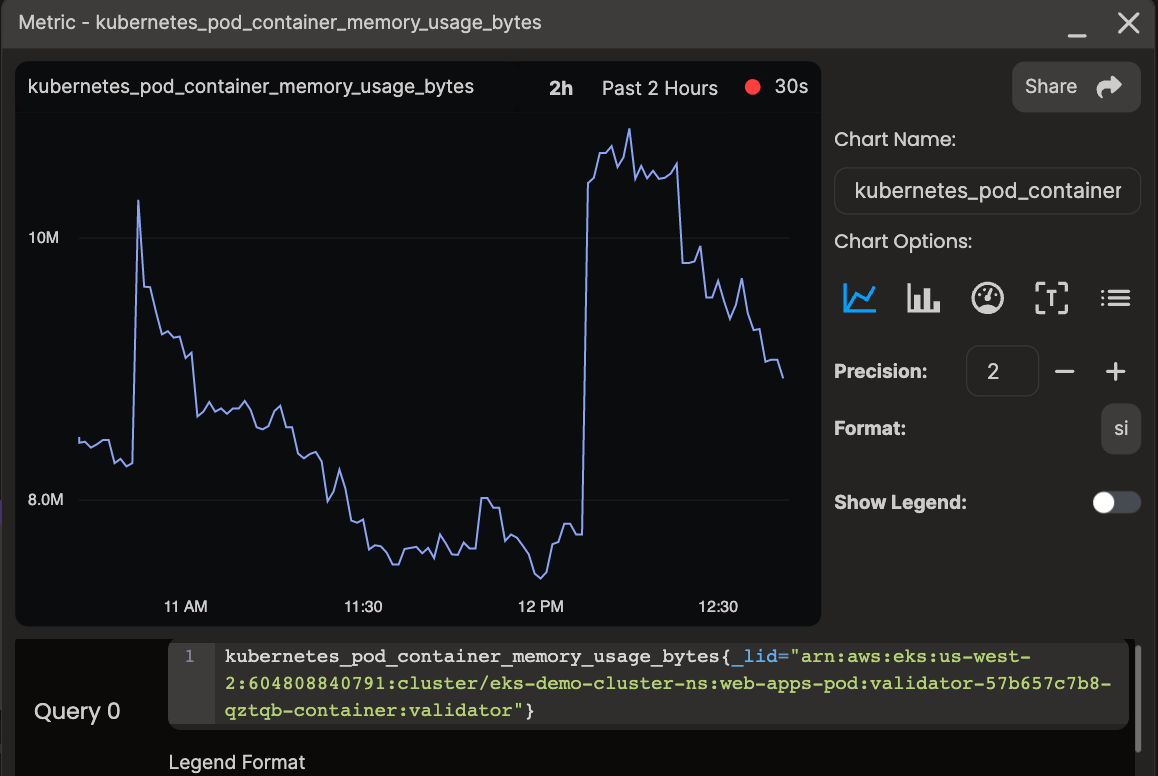 Metric - kubernetes_pod_container_memory_usage_bytes
kubernetes_pod_container_memory_usage_bytes 2h Past 2 Hours 30s
Share
Chart Name:
kubernetes_pod_container
Chart Options:
T
Precision: 2
Format: si
Show Legend:
10M
8.0M
11 AM 11:30 12 PM 12:30
Query 0
1 kubernetes_pod_container_memory_usage_bytes{_lid="arn:aws:eks:us-west-
2:604808840791:cluster/eks-demo-cluster-ns:web-apps-pod:validator-57b657c7b8-
qztqb-container:validator"}
Legend Format